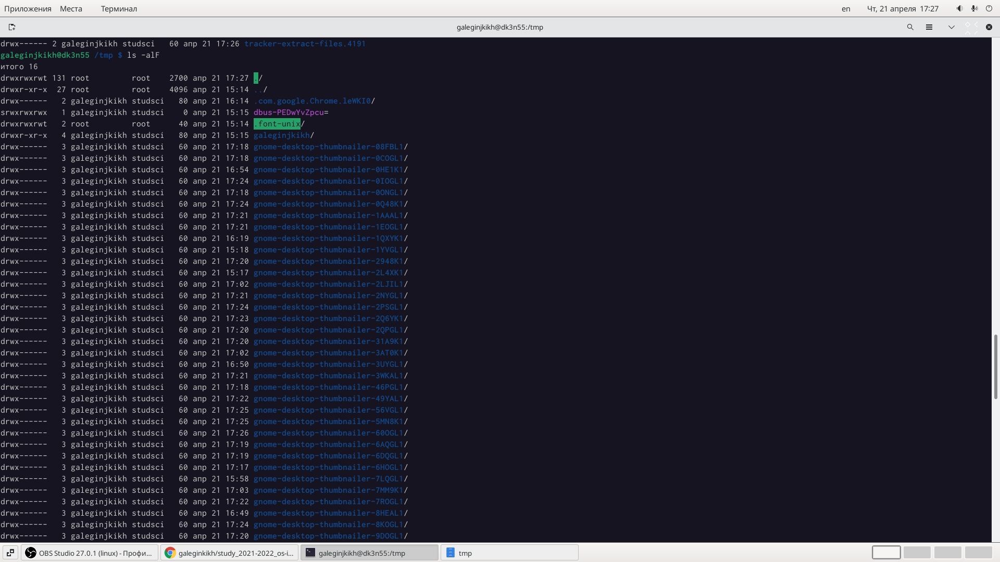 Приложения Места Терминал en Чт, 21 апреля 17:27
galeginjkikh@dk3n55:/tmp
drwx------ 2 galeginjkikh studsci 60 апр 21 17:26 tracker-extract-files.4191
galeginjkikh@dk3n55 /tmp $ ls -alF
итого 16
drwxrwxrwt 131 root root 2700 апр 21 17:27 ./
drwxr-xr-x 27 root root 4096 апр 21 15:14 ../
drwx------ 2 galeginjkikh studsci 80 апр 21 16:14 .com.google.Chrome.leWKI0/
srwxrwxrwx 1 galeginjkikh studsci 0 апр 21 15:15 dbus-PEDwYvZpcu=
drwxrwxrwt 2 root root 40 апр 21 15:14 .font-unix/
drwxr-xr-x 4 galeginjkikh studsci 80 апр 21 15:15 galeginjkikh/
drwx------ 3 galeginjkikh studsci 60 апр 21 17:18 gnome-desktop-thumbnailer-08FBL1/
drwx------ 3 galeginjkikh studsci 60 апр 21 17:18 gnome-desktop-thumbnailer-0COGL1/
drwx------ 3 galeginjkikh studsci 60 апр 21 16:54 gnome-desktop-thumbnailer-0HE1K1/
drwx------ 3 galeginjkikh studsci 60 апр 21 17:24 gnome-desktop-thumbnailer-0IOGL1/
drwx------ 3 galeginjkikh studsci 60 апр 21 17:18 gnome-desktop-thumbnailer-0ONGL1/
drwx------ 3 galeginjkikh studsci 60 апр 21 17:24 gnome-desktop-thumbnailer-0Q48K1/
drwx------ 3 galeginjkikh studsci 60 апр 21 17:21 gnome-desktop-thumbnailer-1AAAL1/
drwx------ 3 galeginjkikh studsci 60 апр 21 17:21 gnome-desktop-thumbnailer-1EOGL1/
drwx------ 3 galeginjkikh studsci 60 апр 21 16:19 gnome-desktop-thumbnailer-1QXYK1/
drwx------ 3 galeginjkikh studsci 60 апр 21 15:18 gnome-desktop-thumbnailer-1YVGL1/
drwx------ 3 galeginjkikh studsci 60 апр 21 17:20 gnome-desktop-thumbnailer-2948K1/
drwx------ 3 galeginjkikh studsci 60 апр 21 15:17 gnome-desktop-thumbnailer-2L4XK1/
drwx------ 3 galeginjkikh studsci 60 апр 21 17:02 gnome-desktop-thumbnailer-2LJIL1/
drwx------ 3 galeginjkikh studsci 60 апр 21 17:21 gnome-desktop-thumbnailer-2NYGL1/
drwx------ 3 galeginjkikh studsci 60 апр 21 17:24 gnome-desktop-thumbnailer-2PSGL1/
drwx------ 3 galeginjkikh studsci 60 апр 21 17:23 gnome-desktop-thumbnailer-2Q6YK1/
drwx------ 3 galeginjkikh studsci 60 апр 21 17:20 gnome-desktop-thumbnailer-2QPGL1/
drwx------ 3 galeginjkikh studsci 60 апр 21 17:20 gnome-desktop-thumbnailer-31A9K1/
drwx------ 3 galeginjkikh studsci 60 апр 21 17:02 gnome-desktop-thumbnailer-3AT0K1/
drwx------ 3 galeginjkikh studsci 60 апр 21 16:50 gnome-desktop-thumbnailer-3UYGL1/
drwx------ 3 galeginjkikh studsci 60 апр 21 17:21 gnome-desktop-thumbnailer-3WKAL1/
drwx------ 3 galeginjkikh studsci 60 апр 21 17:18 gnome-desktop-thumbnailer-46PGL1/
drwx------ 3 galeginjkikh studsci 60 апр 21 17:22 gnome-desktop-thumbnailer-49YAL1/
drwx------ 3 galeginjkikh studsci 60 апр 21 17:25 gnome-desktop-thumbnailer-56VGL1/
drwx------ 3 galeginjkikh studsci 60 апр 21 17:25 gnome-desktop-thumbnailer-5MN8K1/
drwx------ 3 galeginjkikh studsci 60 апр 21 17:26 gnome-desktop-thumbnailer-60OGL1/
drwx------ 3 galeginjkikh studsci 60 апр 21 17:19 gnome-desktop-thumbnailer-6AQGL1/
drwx------ 3 galeginjkikh studsci 60 апр 21 17:19 gnome-desktop-thumbnailer-6DQGL1/
drwx------ 3 galeginjkikh studsci 60 апр 21 17:17 gnome-desktop-thumbnailer-6HOGL1/
drwx------ 3 galeginjkikh studsci 60 апр 21 15:58 gnome-desktop-thumbnailer-7LQGL1/
drwx------ 3 galeginjkikh studsci 60 апр 21 17:03 gnome-desktop-thumbnailer-7MM9K1/
drwx------ 3 galeginjkikh studsci 60 апр 21 17:22 gnome-desktop-thumbnailer-7ROGL1/
drwx------ 3 galeginjkikh studsci 60 апр 21 16:49 gnome-desktop-thumbnailer-8HEAL1/
drwx------ 3 galeginjkikh studsci 60 апр 21 17:24 gnome-desktop-thumbnailer-8KOGL1/
drwx------ 3 galeginjkikh studsci 60 апр 21 17:20 gnome-desktop-thumbnailer-9DOGL1/
OBS Studio 27.0.1 (linux) - Профи... galeginkikh/study_2021-2022_os-i... galeginjkikh@dk3n55:/tmp tmp